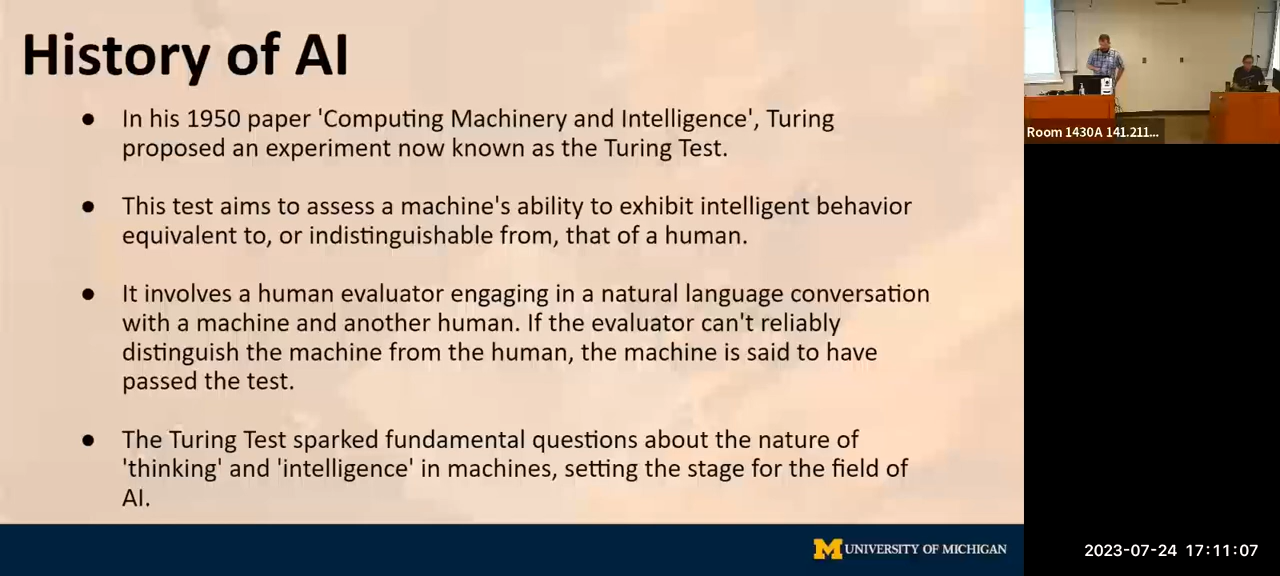 History of AI
● In his 1950 paper 'Computing Machinery and Intelligence', Turing
proposed an experiment now known as the Turing Test.
● This test aims to assess a machine's ability to exhibit intelligent behavior
equivalent to, or indistinguishable from, that of a human.
● It involves a human evaluator engaging in a natural language conversation
with a machine and another human. If the evaluator can't reliably
distinguish the machine from the human, the machine is said to have
passed the test.
● The Turing Test sparked fundamental questions about the nature of
'thinking' and 'intelligence' in machines, setting the stage for the field of
AI.
M UNIVERSITY OF MICHIGAN
Room 1430A 141.211...
2023-07-24 17:11:07